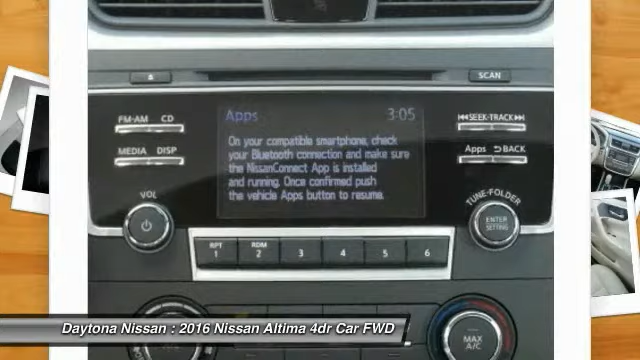 SCAN
FM-AM CD
MEDIA DISP
Apps 3:05
On your compatible smartphone, check
your Bluetooth connection and make sure
the NissanConnect App is installed
and running. Once confirmed push
the vehicle Apps button to resume.
SEEK·TRACK
Apps BACK
VOL
TUNE·FOLDER
ENTER
SETTING
RPT RDM
1 2 3 4 5 6
MAX
A/C
Daytona Nissan : 2016 Nissan Altima 4dr Car FWD